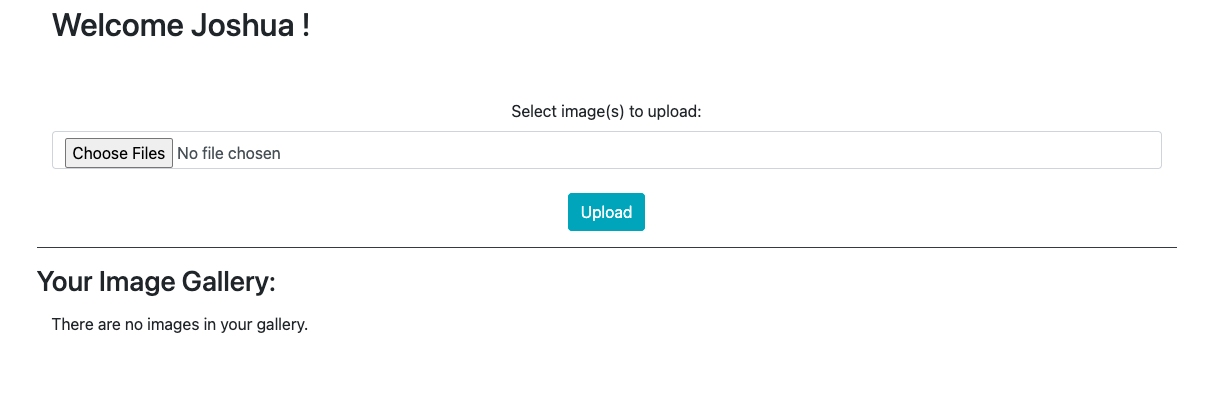 Welcome Joshua !
Select image(s) to upload:
Choose Files No file chosen
Upload
Your Image Gallery:
There are no images in your gallery.